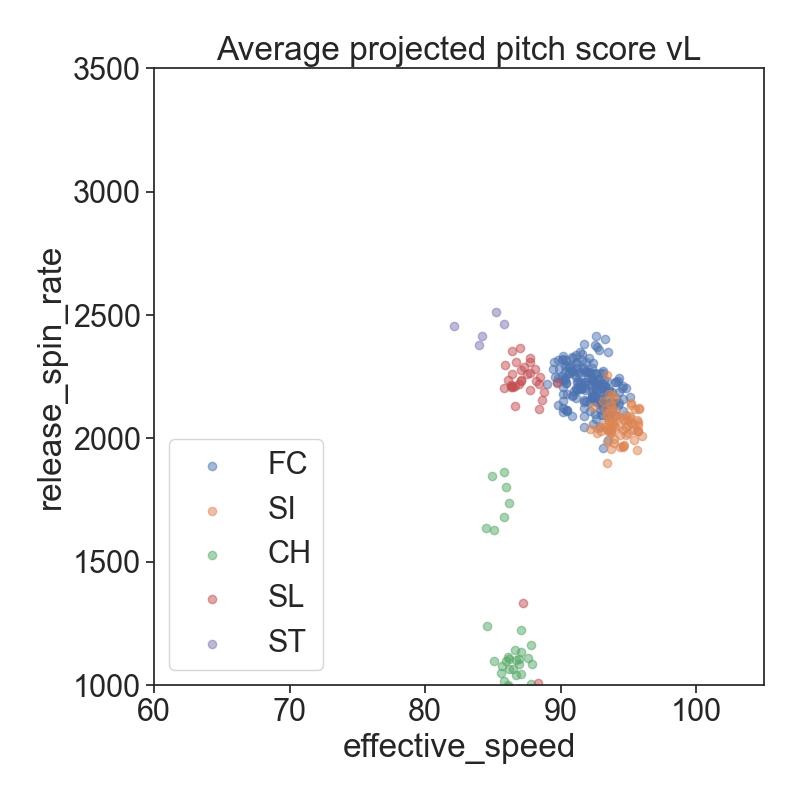 Average projected pitch score vL
3500
3000
2500
2000
1500
1000
release_spin_rate
FC
SI
CH
SL
ST
60 70 80 90 100
effective_speed